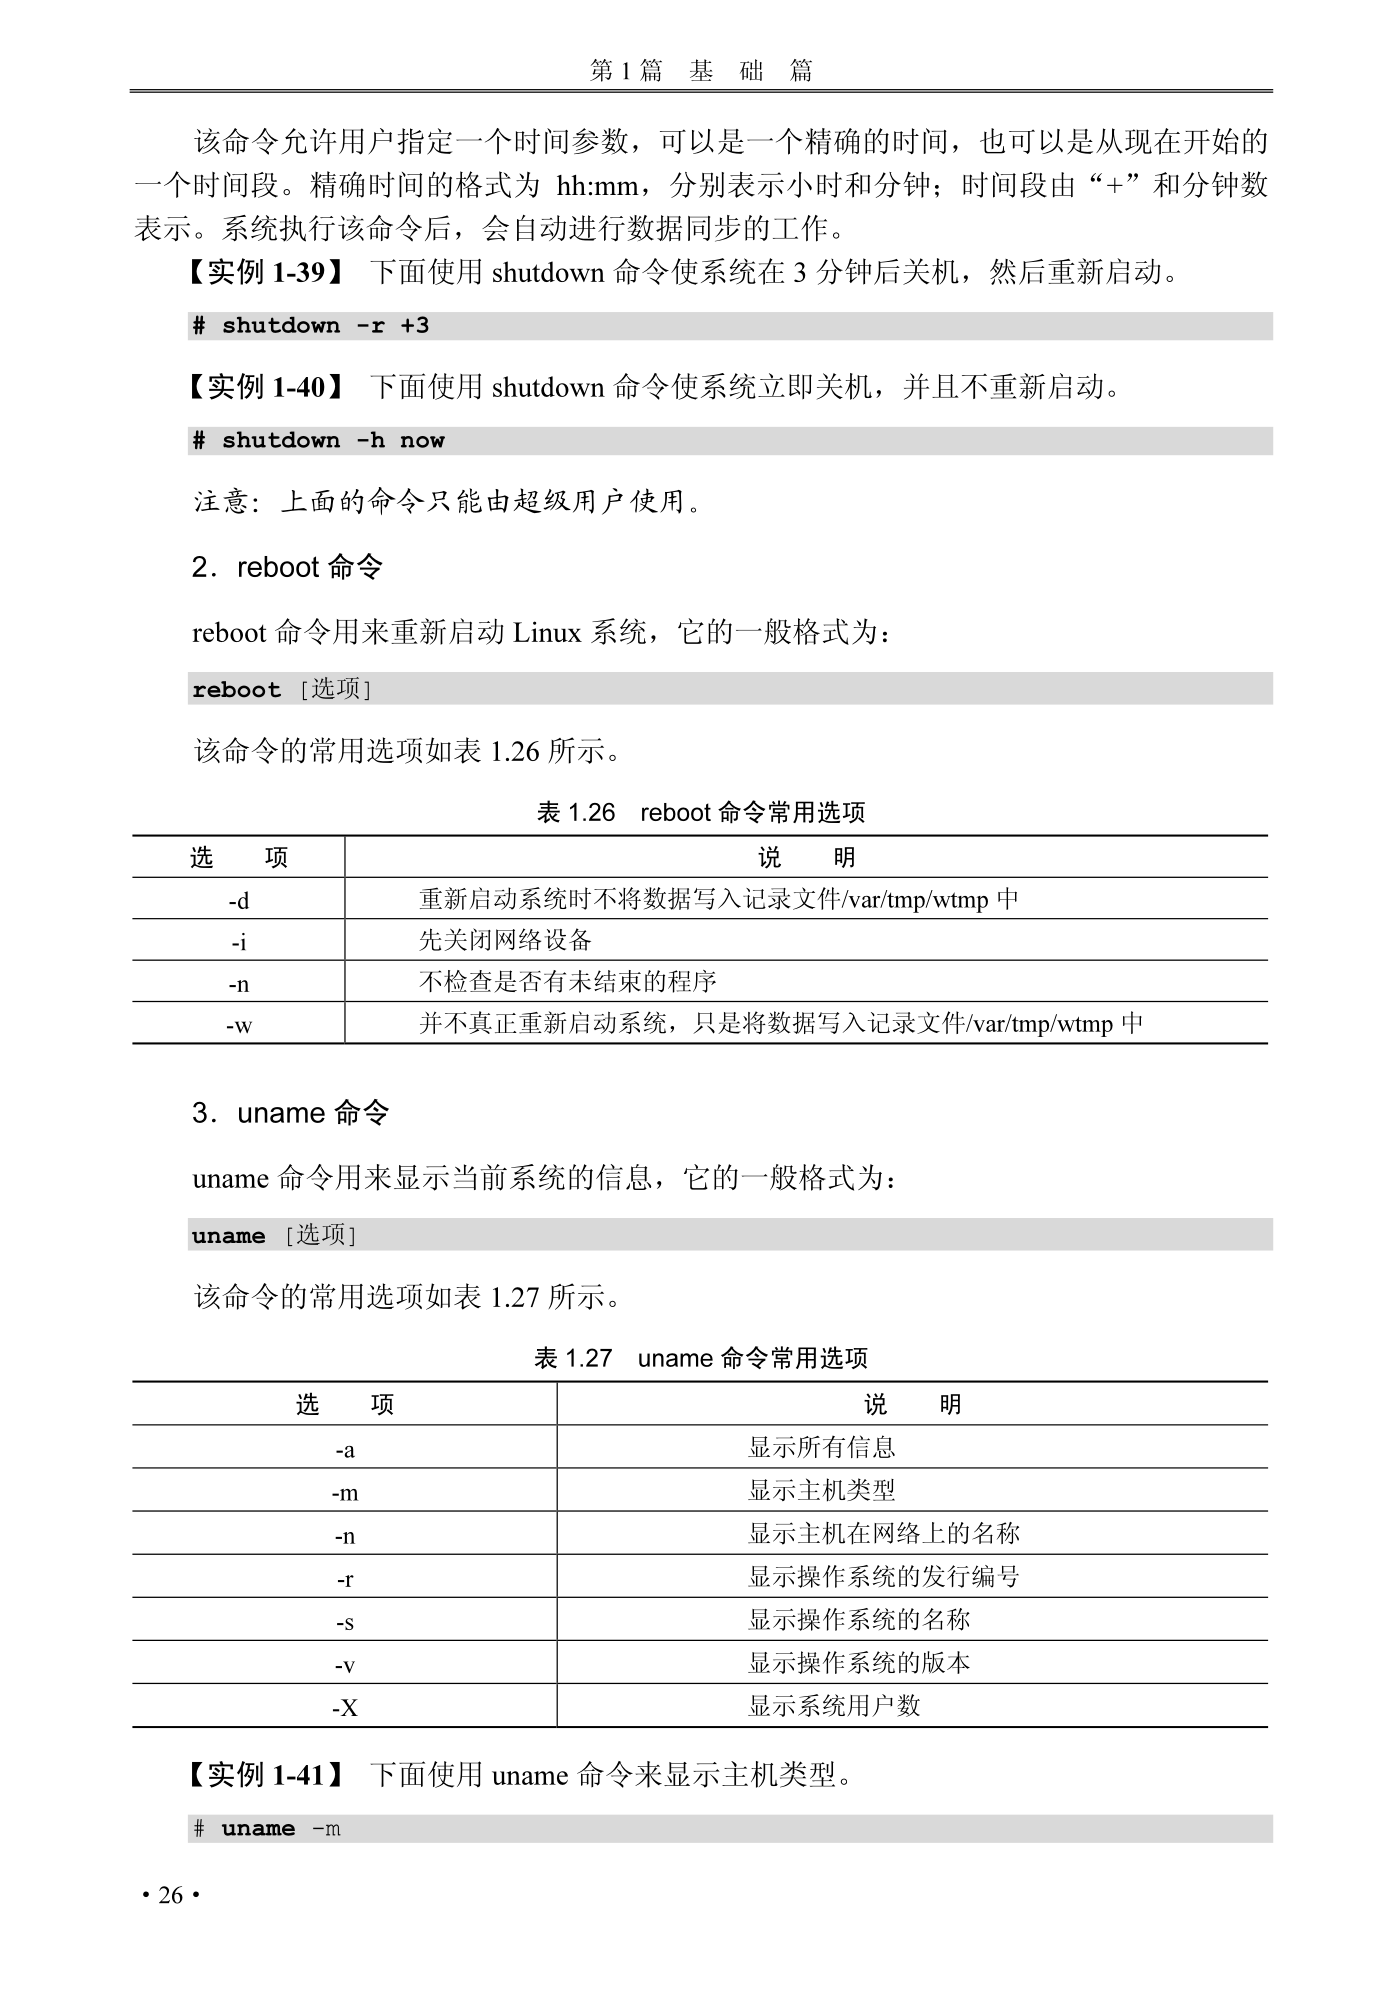 第1篇 基 础 篇
该命令允许用户指定一个时间参数，可以是一个精确的时间，也可以是从现在开始的
一个时间段。精确时间的格式为 hh:mm，分别表示小时和分钟；时间段由“+”和分钟数
表示。系统执行该命令后，会自动进行数据同步的工作。
【实例 1-39】 下面使用 shutdown 命令使系统在 3 分钟后关机，然后重新启动。
# shutdown -r +3
【实例 1-40】 下面使用 shutdown 命令使系统立即关机，并且不重新启动。
# shutdown -h now
注意：上面的命令只能由超级用户使用。
2．reboot 命令
reboot 命令用来重新启动 Linux 系统，它的一般格式为：
reboot [选项]
该命令的常用选项如表 1.26 所示。
表 1.26 reboot 命令常用选项
选 项 说 明
-d 重新启动系统时不将数据写入记录文件/var/tmp/wtmp 中
-i 先关闭网络设备
-n 不检查是否有未结束的程序
-w 并不真正重新启动系统，只是将数据写入记录文件/var/tmp/wtmp 中
3．uname 命令
uname 命令用来显示当前系统的信息，它的一般格式为：
uname [选项]
该命令的常用选项如表 1.27 所示。
表 1.27 uname 命令常用选项
选 项 说 明
-a 显示所有信息
-m 显示主机类型
-n 显示主机在网络上的名称
-r 显示操作系统的发行编号
-s 显示操作系统的名称
-v 显示操作系统的版本
-X 显示系统用户数
【实例 1-41】 下面使用 uname 命令来显示主机类型。
# uname -m
·26·